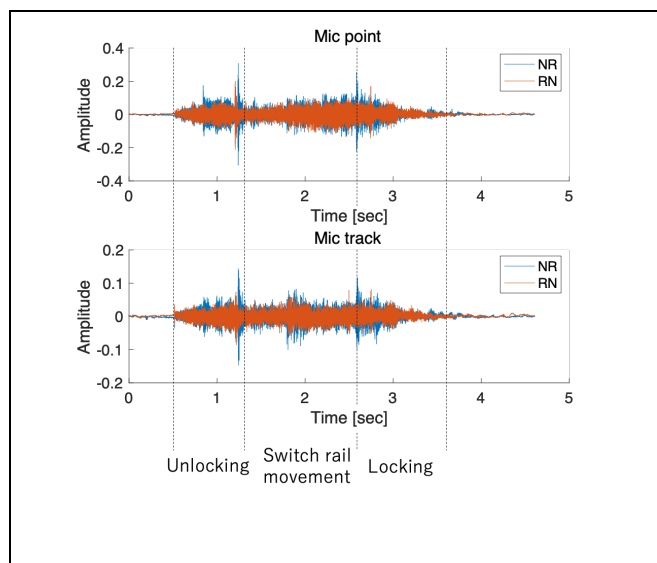 Mic point
0.4
0.2
0
-0.2
-0.4
Amplitude
NR
RN
0 1 2 3 4 5
Time [sec]
Mic track
0.2
0.1
0
-0.1
-0.2
Amplitude
NR
RN
0 1 2 3 4 5
Time [sec]
Unlocking
Switch rail
movement
Locking